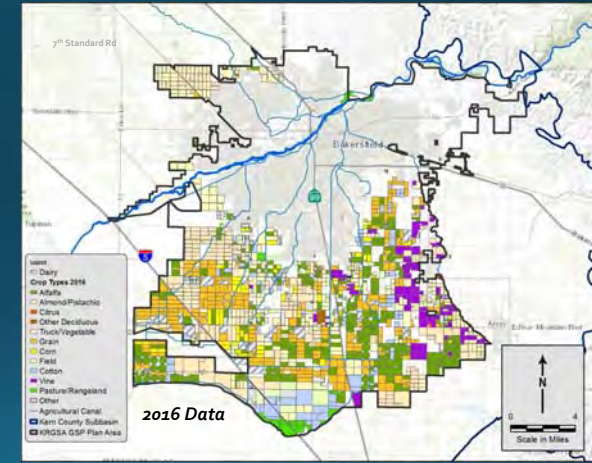 7th Standard Rd
Bakersfield
Legend
Dairy
Crop Types 2016
Alfalfa
Almond/Pistachio
Citrus
Other Deciduous
Truck/Vegetable
Grain
Corn
Field
Cotton
Vine
Pasture/Rangeland
Other
Agricultural Canal
Kern County Subbasin
KRGSA GSP Plan Area
2016 Data
N
0 4
Scale in Miles